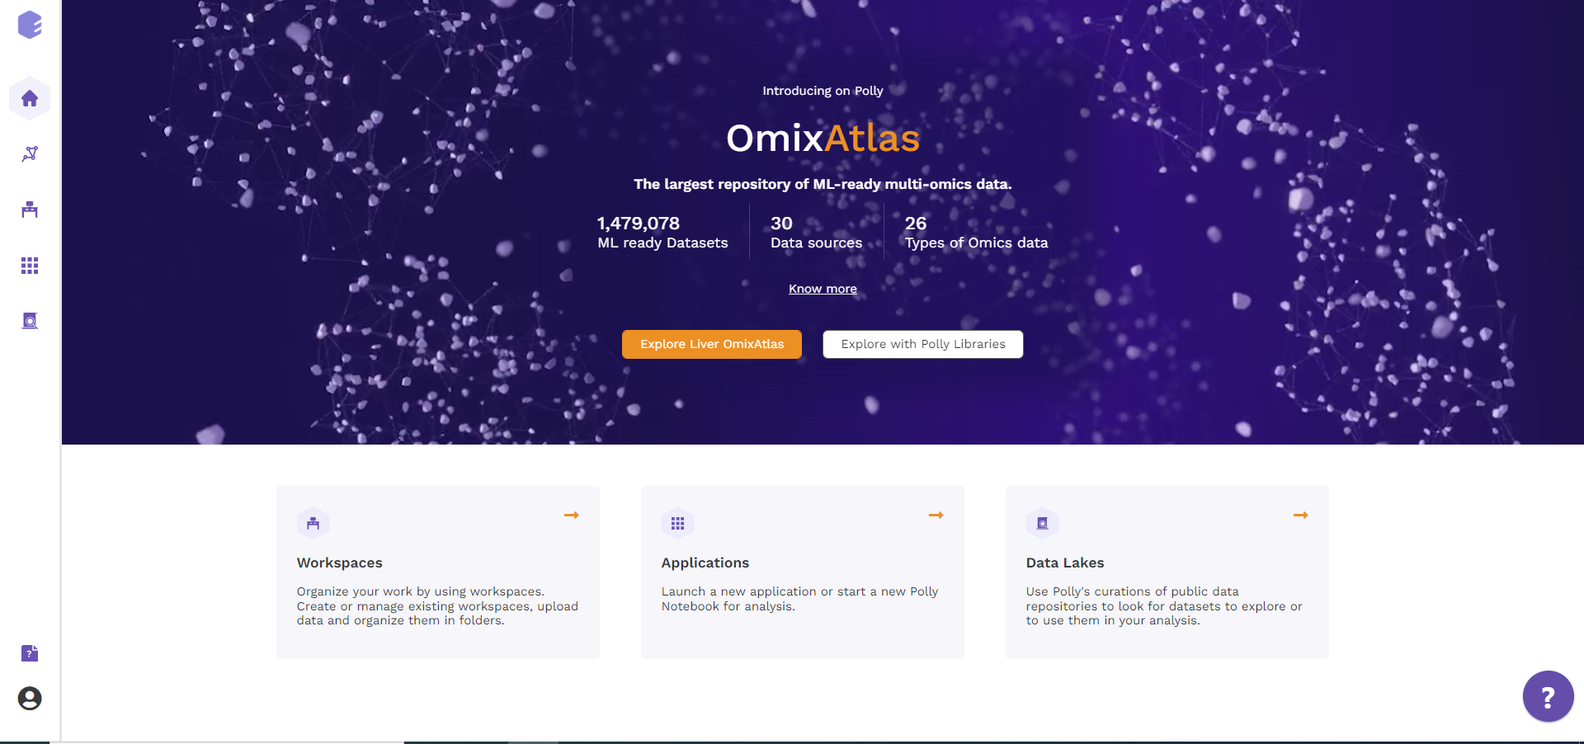 Introducing on Polly
OmixAtlas
The largest repository of ML-ready multi-omics data.
1,479,078
ML ready Datasets
30
Data sources
26
Types of Omics data
Know more
Explore Liver OmixAtlas
Explore with Polly Libraries
Workspaces
Organize your work by using workspaces.
Create or manage existing workspaces, upload
data and organize them in folders.
Applications
Launch a new application or start a new Polly
Notebook for analysis.
Data Lakes
Use Polly's curations of public data
repositories to look for datasets to explore or
to use them in your analysis.
?
?